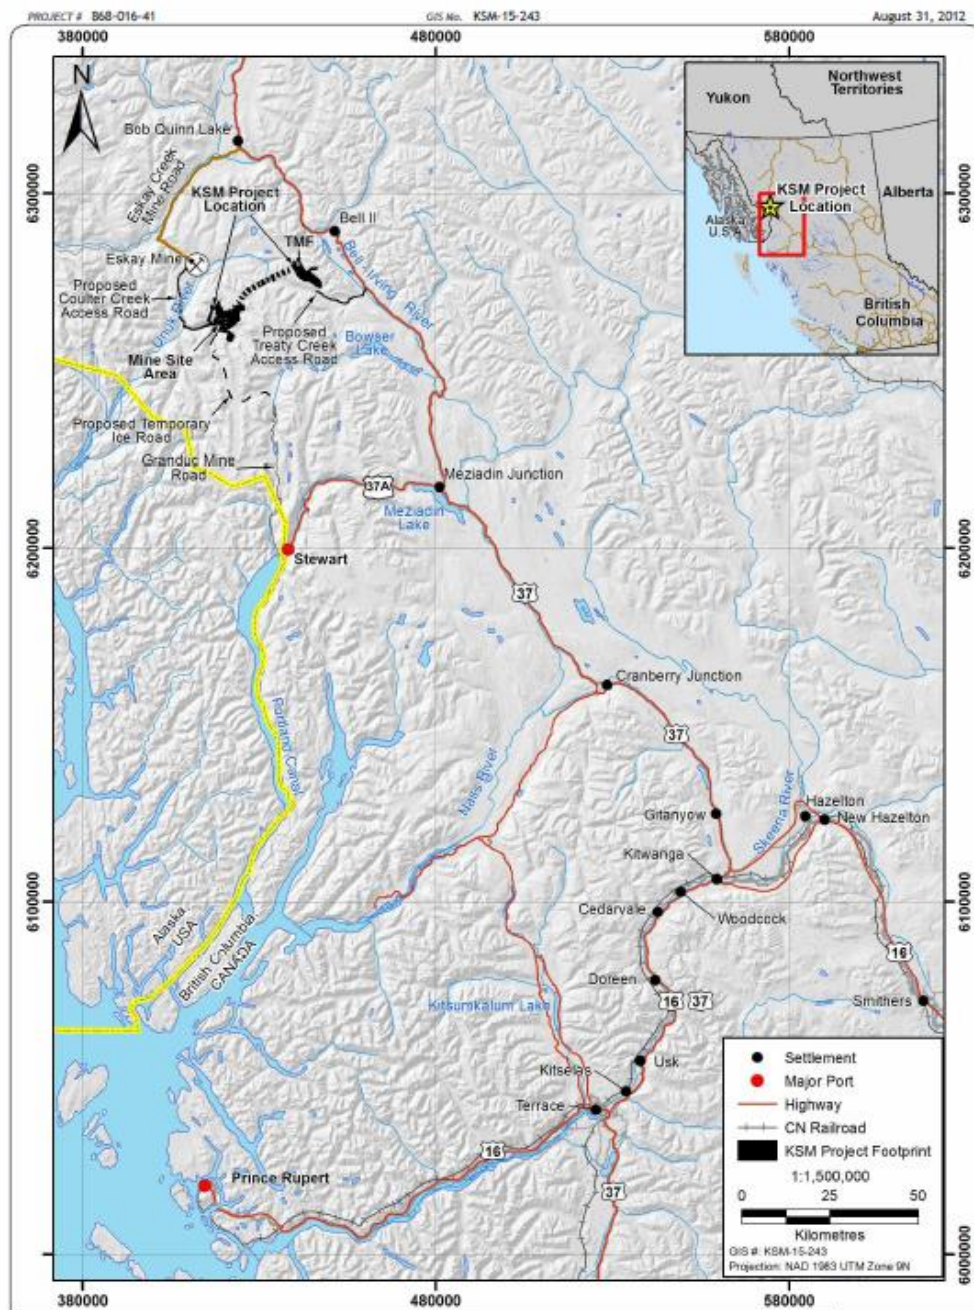 PROJECT # 868-016-41
GIS No. KSM-15-243
August 31, 2012
380000
480000
580000
N
Bob Quinn Lake
Eskay Creek
Mine Road
KSM Project
Location
Bell II
TMF
Eskay Mine
Proposed
Coulter Creek
Access Road
Unuk River
Bell Irving River
Proposed
Treaty Creek
Access Road
Bowser
Lake
Mine Site
Area
Proposed Temporary
Ice Road
Granduc Mine
Road
37A
Meziadin Junction
Meziadin
Lake
Stewart
37
Cranberry Junction
37
Portland Canal
Nass River
Gitanyow
Skeena River
Hazelton
New Hazelton
Kitwanga
Woodcock
Cedarvale
Alaska
USA
British Columbia
CANADA
Doreen
16
37
16
Smithers
Kitsumkalum Lake
Usk
Kitselas
Terrace
16
Prince Rupert
37
6300000
6200000
6100000
6000000
6300000
6200000
6100000
6000000
Yukon
Northwest
Territories
KSM Project
Location
Alberta
Alaska
U.S.A
British
Columbia
Settlement
Major Port
Highway
CN Railroad
KSM Project Footprint
1:1,500,000
0
25
50
Kilometres
GIS #: KSM-15-243
Projection: NAD 1983 UTM Zone 9N
380000
480000
580000